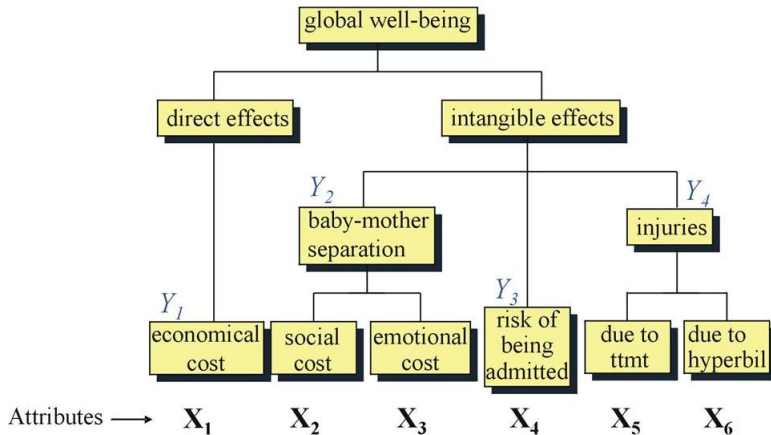 global well-being
direct effects
intangible effects
Y2
baby-mother
separation
Y4
injuries
Y1
economical
cost
social
cost
emotional
cost
Y3
risk of
being
admitted
due to
ttmt
due to
hyperbil
Attributes X1 X2 X3 X4 X5 X6